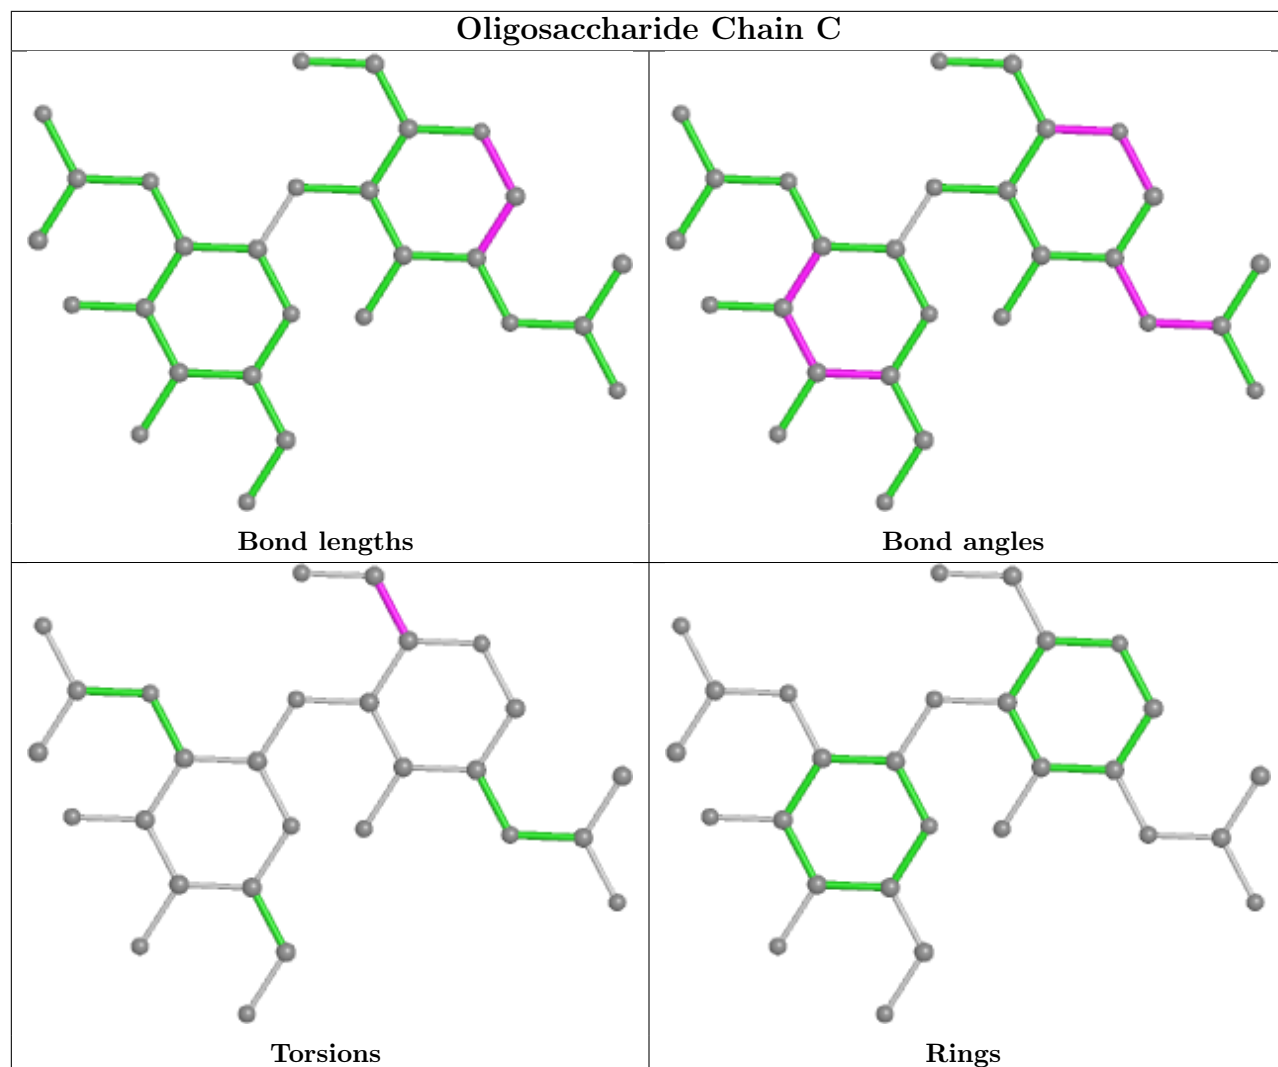 Oligosaccharide Chain C
Bond lengths
Bond angles
Torsions
Rings